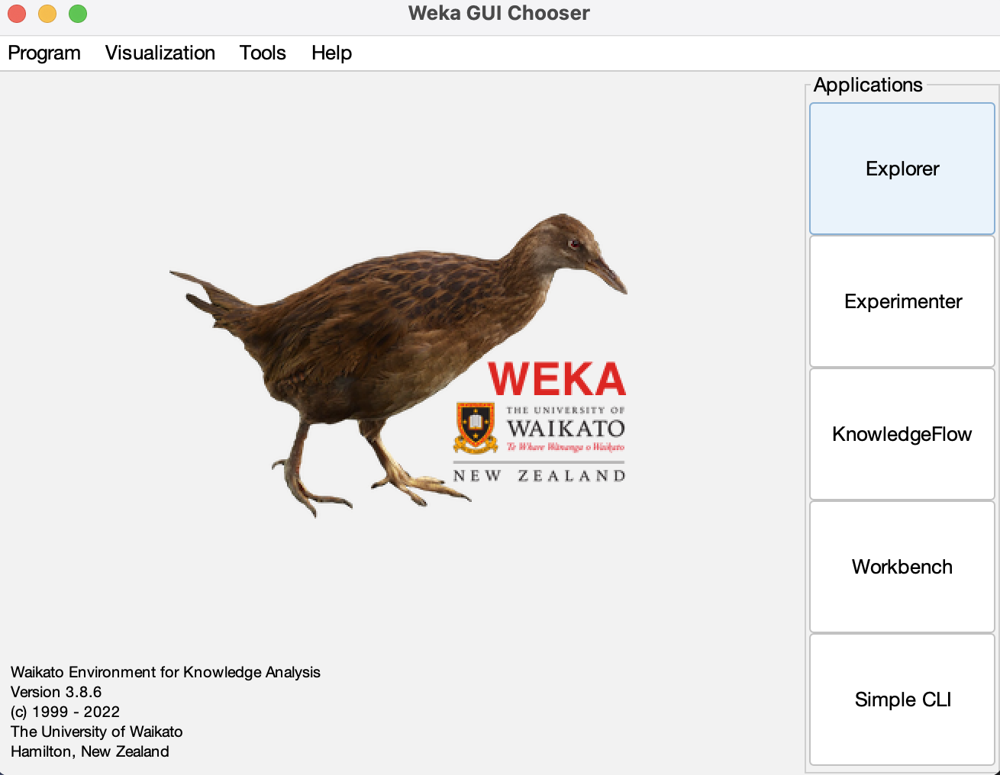 Weka GUI Chooser
Program Visualization Tools Help
Applications
Explorer
Experimenter
KnowledgeFlow
Workbench
Simple CLI
WEKA
THE UNIVERSITY OF
WAIKATO
Te Whare Wānanga o Waikato
NEW ZEALAND
Waikato Environment for Knowledge Analysis
Version 3.8.6
(c) 1999 - 2022
The University of Waikato
Hamilton, New Zealand